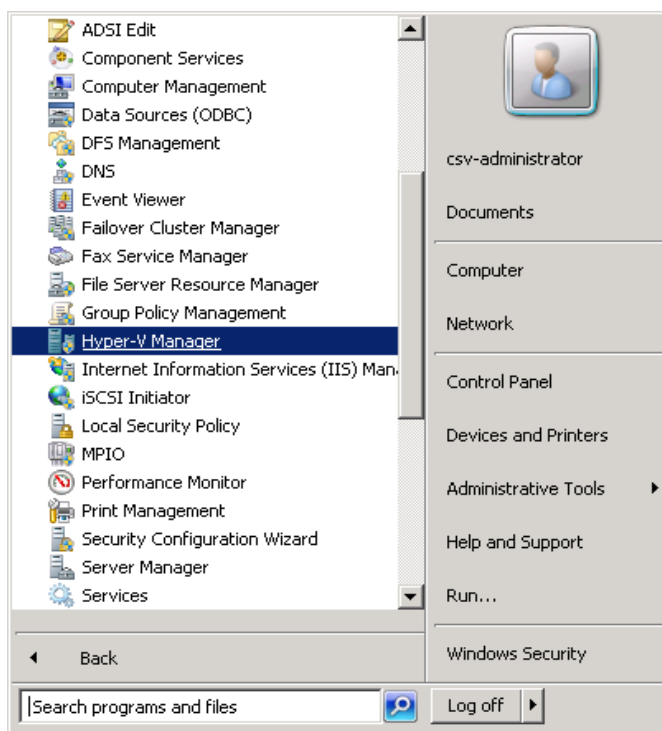 ADSI Edit
Component Services
Computer Management
Data Sources (ODBC)
DFS Management
DNS
Event Viewer
Failover Cluster Manager
Fax Service Manager
File Server Resource Manager
Group Policy Management
Hyper-V Manager
Internet Information Services (IIS) Man
iSCSI Initiator
Local Security Policy
MPIO
Performance Monitor
Print Management
Security Configuration Wizard
Server Manager
Services
Back
Search programs and files
csv-administrator
Documents
Computer
Network
Control Panel
Devices and Printers
Administrative Tools
Help and Support
Run...
Windows Security
Log off